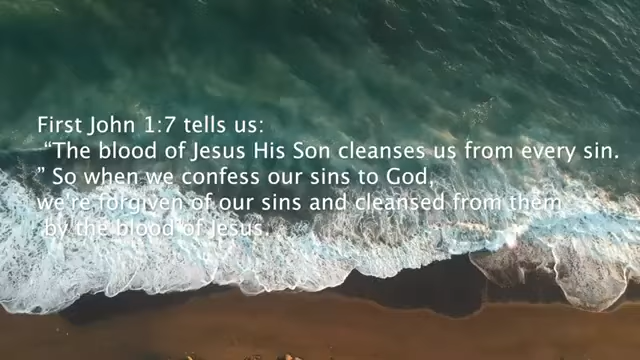 First John 1:7 tells us:
“The blood of Jesus His Son cleanses us from every sin.
” So when we confess our sins to God,
we’re forgiven of our sins and cleansed from them
by the blood of Jesus.